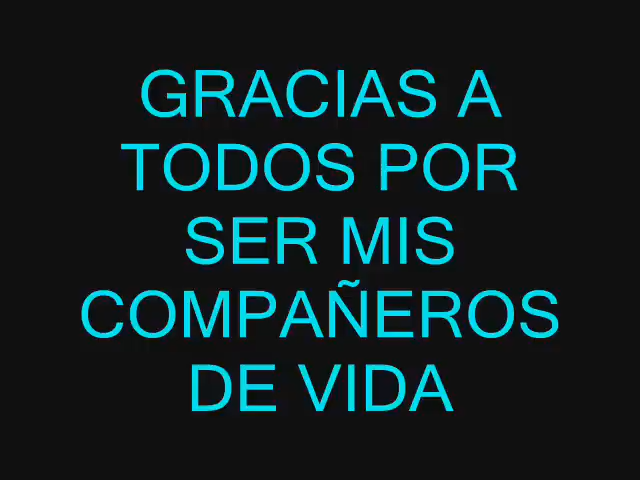 GRACIAS A
TODOS POR
SER MIS
COMPAÑEROS
DE VIDA